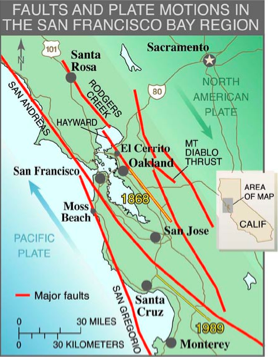 FAULTS AND PLATE MOTIONS IN
THE SAN FRANCISCO BAY REGION
N
101
Santa
Rosa
Sacramento
SAN ANDREAS
RODGERS
CREEK
80
NORTH
AMERICAN
PLATE
HAYWARD
El Cerrito
Oakland
MT
DIABLO
THRUST
San Francisco
1868
AREA
OF MAP
CALIF
Moss
Beach
PACIFIC
PLATE
San Jose
Major faults
SAN GREGORIO
Santa
Cruz
1989
0 30 MILES
0 30 KILOMETERS
Monterey